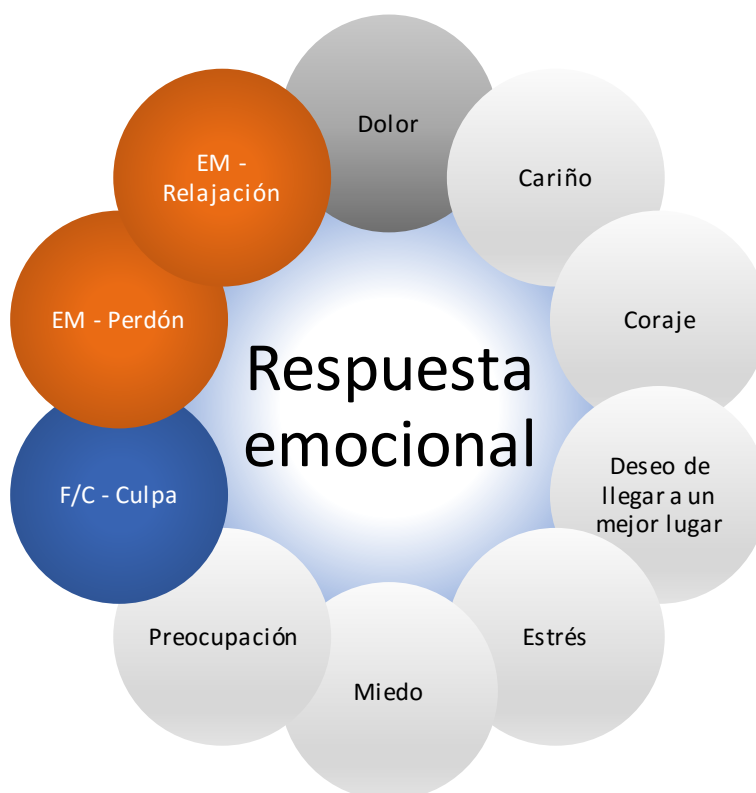 Dolor
Cariño
Coraje
Deseo de
llegar a un
mejor lugar
Estrés
Miedo
Preocupación
F/C - Culpa
EM - Perdón
EM -
Relajación
Respuesta
emocional